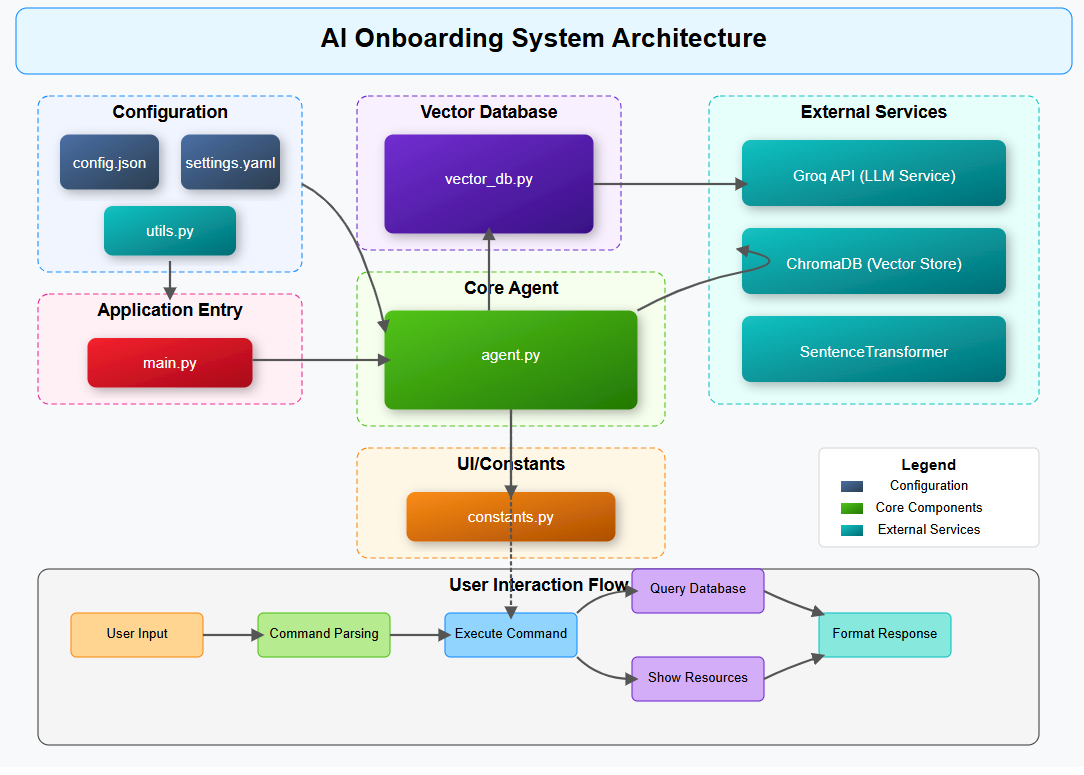 AI Onboarding System Architecture
Configuration
config.json
settings.yaml
utils.py
Vector Database
vector_db.py
External Services
Groq API (LLM Service)
ChromaDB (Vector Store)
SentenceTransformer
Application Entry
main.py
Core Agent
agent.py
UI/Constants
constants.py
Legend
Configuration
Core Components
External Services
User Interaction Flow
User Input
Command Parsing
Execute Command
Query Database
Show Resources
Format Response